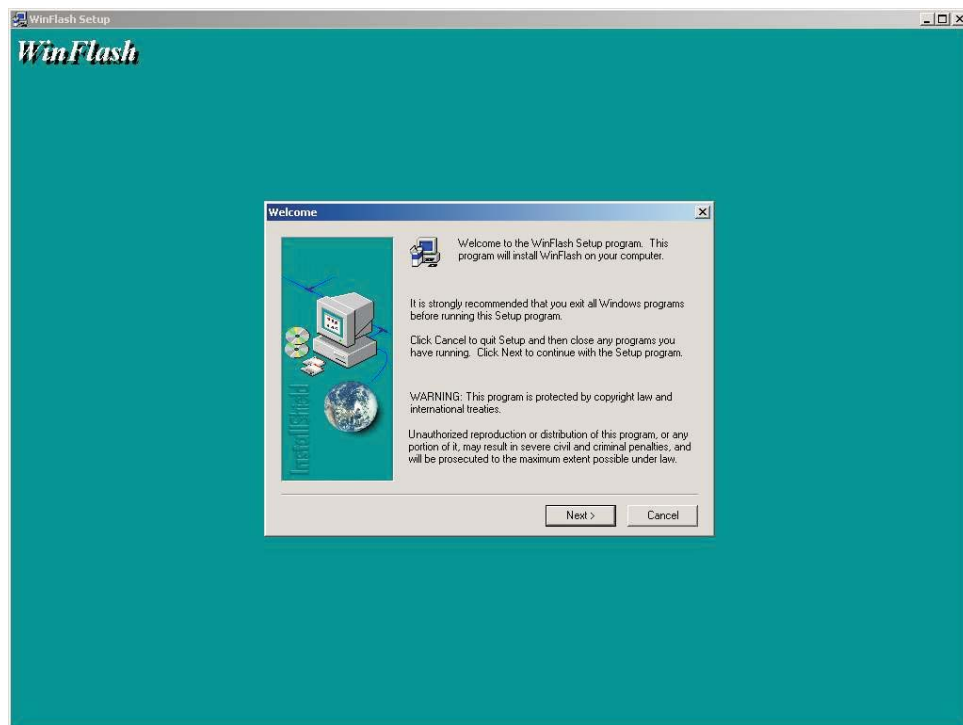 WinFlash Setup
WinFlash
Welcome
Welcome to the WinFlash Setup program. This
program will install WinFlash on your computer.
It is strongly recommended that you exit all Windows programs
before running this Setup program.
Click Cancel to quit Setup and then close any programs you
have running. Click Next to continue with the Setup program.
WARNING: This program is protected by copyright law and
international treaties.
Unauthorized reproduction or distribution of this program, or any
portion of it, may result in severe civil and criminal penalties, and
will be prosecuted to the maximum extent possible under law.
InstallShield
Next >
Cancel